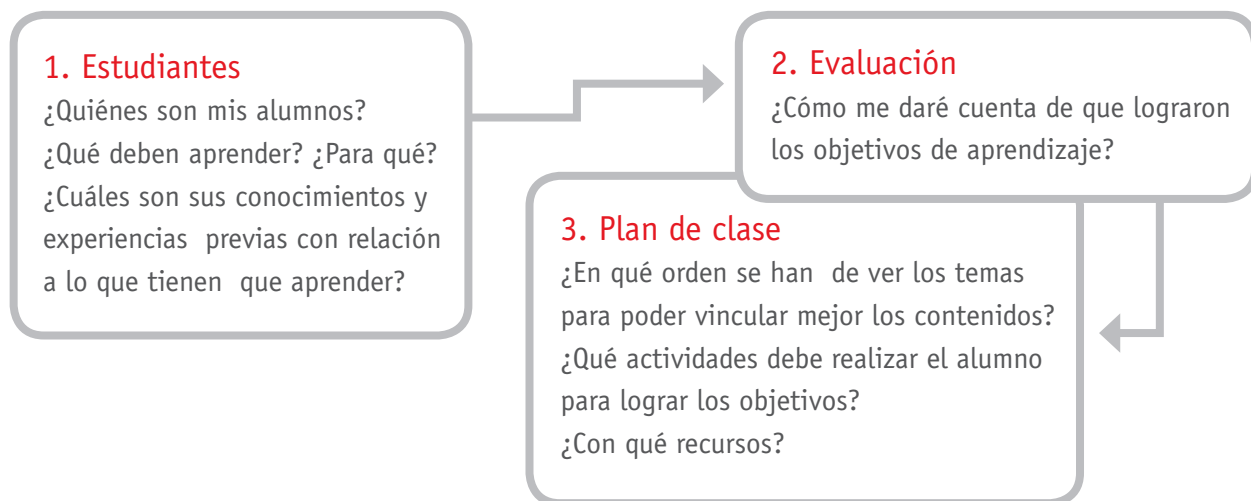 1. Estudiantes
¿Quiénes son mis alumnos?
¿Qué deben aprender? ¿Para qué?
¿Cuáles son sus conocimientos y
experiencias previas con relación
a lo que tienen que aprender?
2. Evaluación
¿Cómo me daré cuenta de que lograron
los objetivos de aprendizaje?
3. Plan de clase
¿En qué orden se han de ver los temas
para poder vincular mejor los contenidos?
¿Qué actividades debe realizar el alumno
para lograr los objetivos?
¿Con qué recursos?